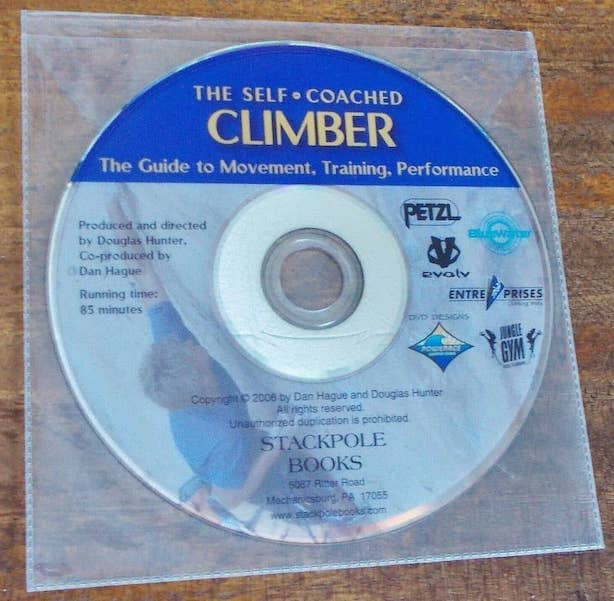 THE SELF • COACHED
CLIMBER
The Guide to Movement, Training, Performance
Produced and directed
by Douglas Hunter.
Co-produced by
Dan Hague
Running time:
85 minutes
PETZL
BlueWater
evolv
ENTRE PRISES
DVD DESIGNS
JUNGLE
GYM
Copyright © 2006 by Dan Hague and Douglas Hunter
All rights reserved.
Unauthorized duplication is prohibited.
STACKPOLE
BOOKS
5067 Ritter Road
Mechanicsburg, PA 17055
www.stackpolebooks.com